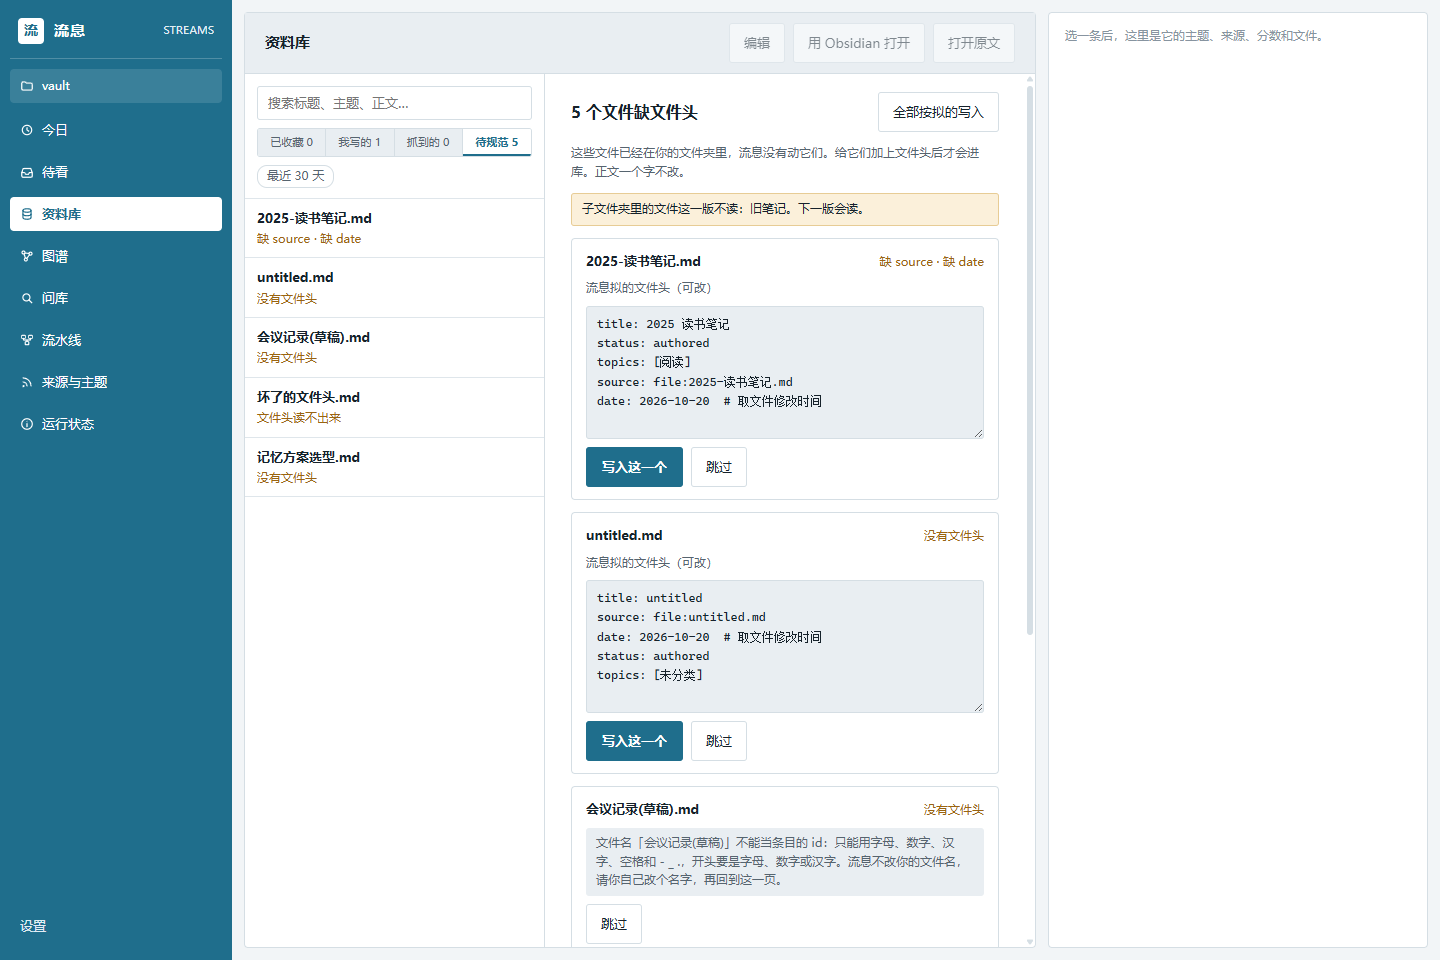 流 流息 STREAMS
vault
今日
待看
资料库
图谱
问库
流水线
来源与主题
运行状态
设置
资料库
编辑
用 Obsidian 打开
打开原文
搜索标题、主题、正文...
已收藏 0
我写的 1
抓到的 0
待规范 5
最近 30 天
2025-读书笔记.md
缺 source · 缺 date
untitled.md
没有文件头
会议记录(草稿).md
没有文件头
坏了的文件头.md
文件头读不出来
记忆方案选型.md
没有文件头
5 个文件缺文件头
全部按拟的写入
这些文件已经在你的文件夹里，流息没有动它们。给它们加上文件头后才会进
库。正文一个字不改。
子文件夹里的文件这一版不读：旧笔记。下一版会读。
2025-读书笔记.md
缺 source · 缺 date
流息拟的文件头（可改）
title: 2025 读书笔记
status: authored
topics: [阅读]
source: file:2025-读书笔记.md
date: 2026-10-20  # 取文件修改时间
写入这一个
跳过
untitled.md
没有文件头
流息拟的文件头（可改）
title: untitled
source: file:untitled.md
date: 2026-10-20  # 取文件修改时间
status: authored
topics: [未分类]
写入这一个
跳过
会议记录(草稿).md
没有文件头
文件名「会议记录(草稿)」不能当条目的 id：只能用字母、数字、汉
字、空格和 - _ .，开头要是字母、数字或汉字。流息不改你的文件名，
请你自己改个名字，再回到这一页。
跳过
选一条后，这里是它的主题、来源、分数和文件。